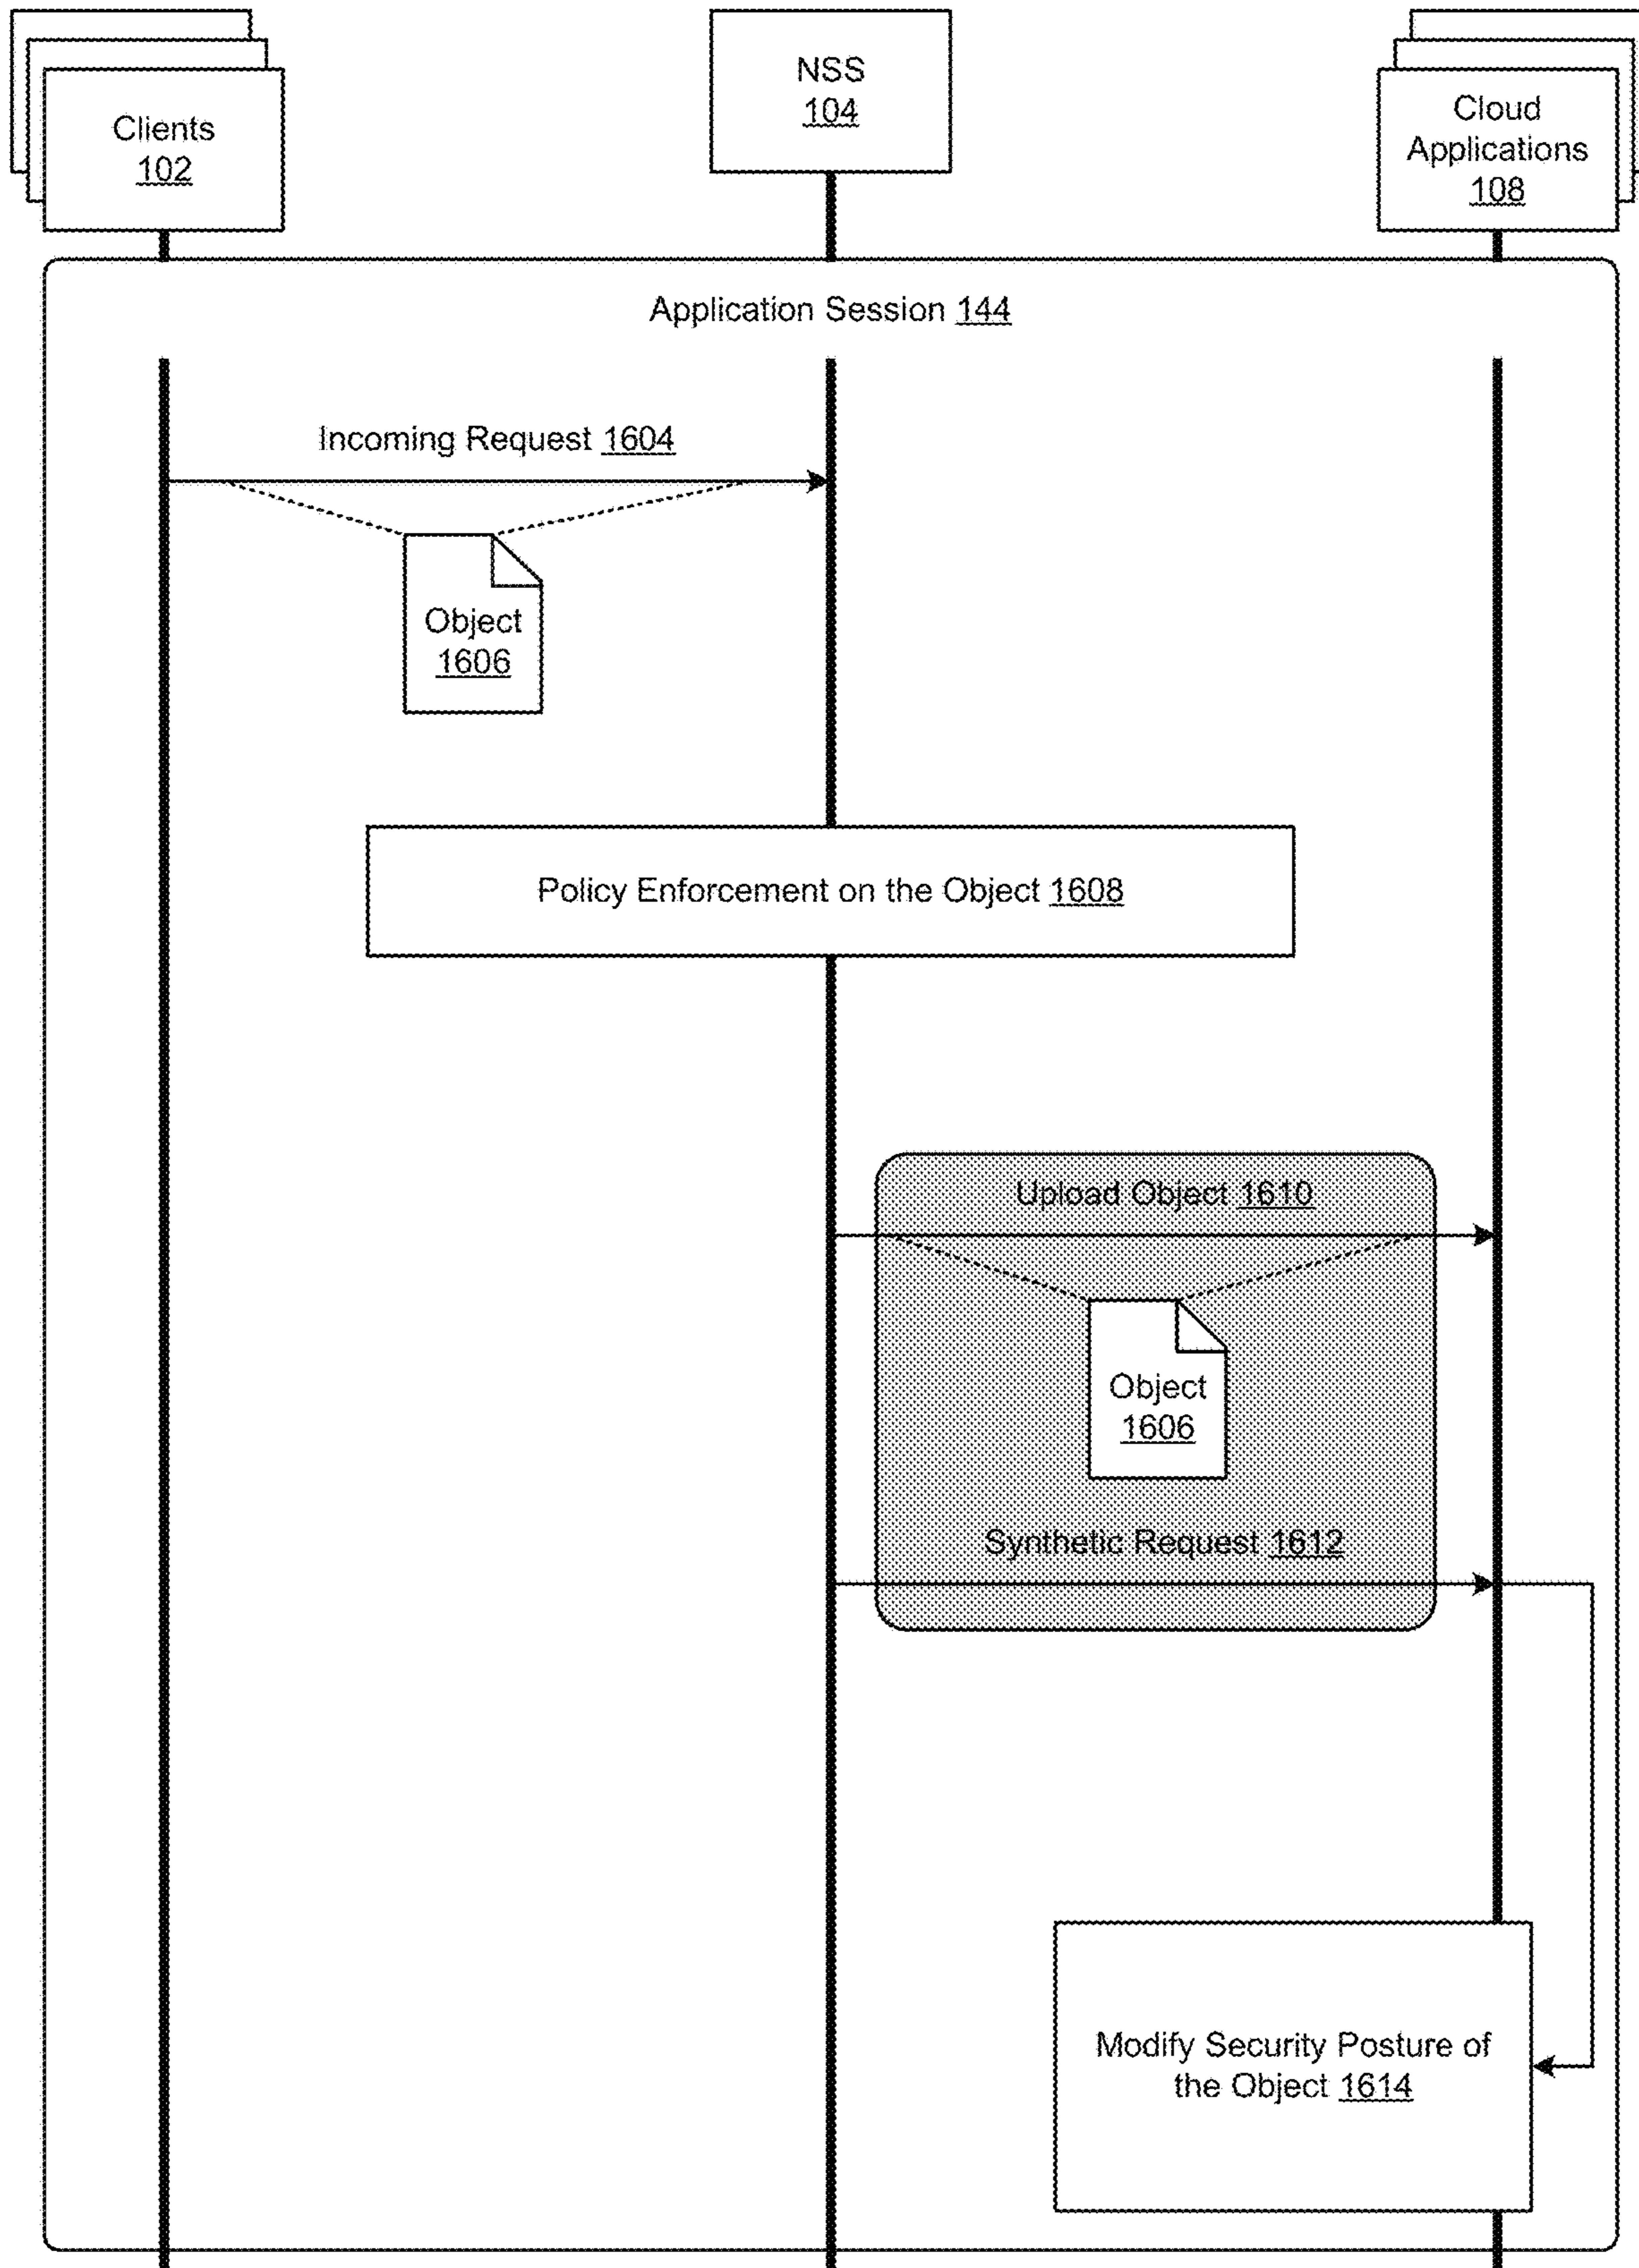 Clients
102
NSS
104
Cloud
Applications
108
Application Session 144
Incoming Request 1604
Object
1606
Policy Enforcement on the Object 1608
Upload Object 1610
Object
1606
Synthetic Request 1612
Modify Security Posture of
the Object 1614